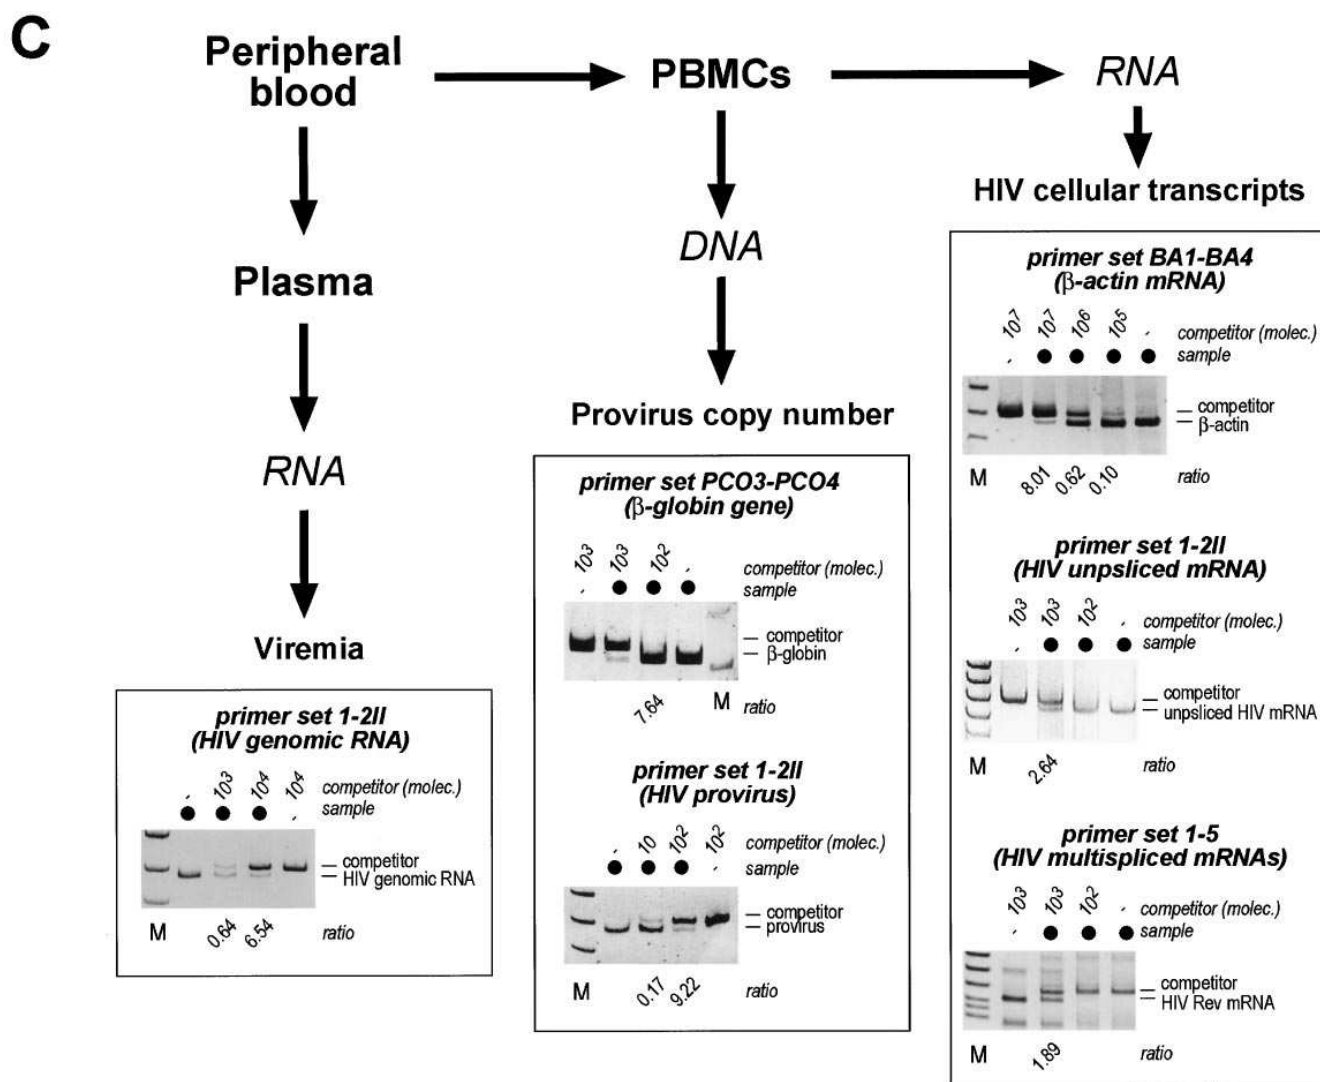 C
Peripheral
blood
PBMCs
RNA
HIV cellular transcripts
Plasma
DNA
RNA
Provirus copy number
Viremia
primer set 1-2II
(HIV genomic RNA)
- 10³ 10⁴ 10⁴ competitor (molec.)
● ● ● - sample
competitor
HIV genomic RNA
M 0.64 6.54 ratio
primer set PCO3-PCO4
(β-globin gene)
10³ 10³ 10² - competitor (molec.)
- ● ● ● sample
competitor
β-globin
7.64 M ratio
primer set 1-2II
(HIV provirus)
- 10 10² 10² competitor (molec.)
● ● ● - sample
competitor
provirus
M 0.17 9.22 ratio
primer set BA1-BA4
(β-actin mRNA)
10⁷ 10⁷ 10⁶ 10⁵ - competitor (molec.)
- ● ● ● ● sample
competitor
β-actin
M 8.01 0.62 0.10 ratio
primer set 1-2II
(HIV unpsliced mRNA)
10³ 10³ 10² - competitor (molec.)
- ● ● ● sample
competitor
unpsliced HIV mRNA
M 2.64 ratio
primer set 1-5
(HIV multispliced mRNAs)
10³ 10³ 10² - competitor (molec.)
- ● ● ● sample
competitor
HIV Rev mRNA
M 1.89 ratio